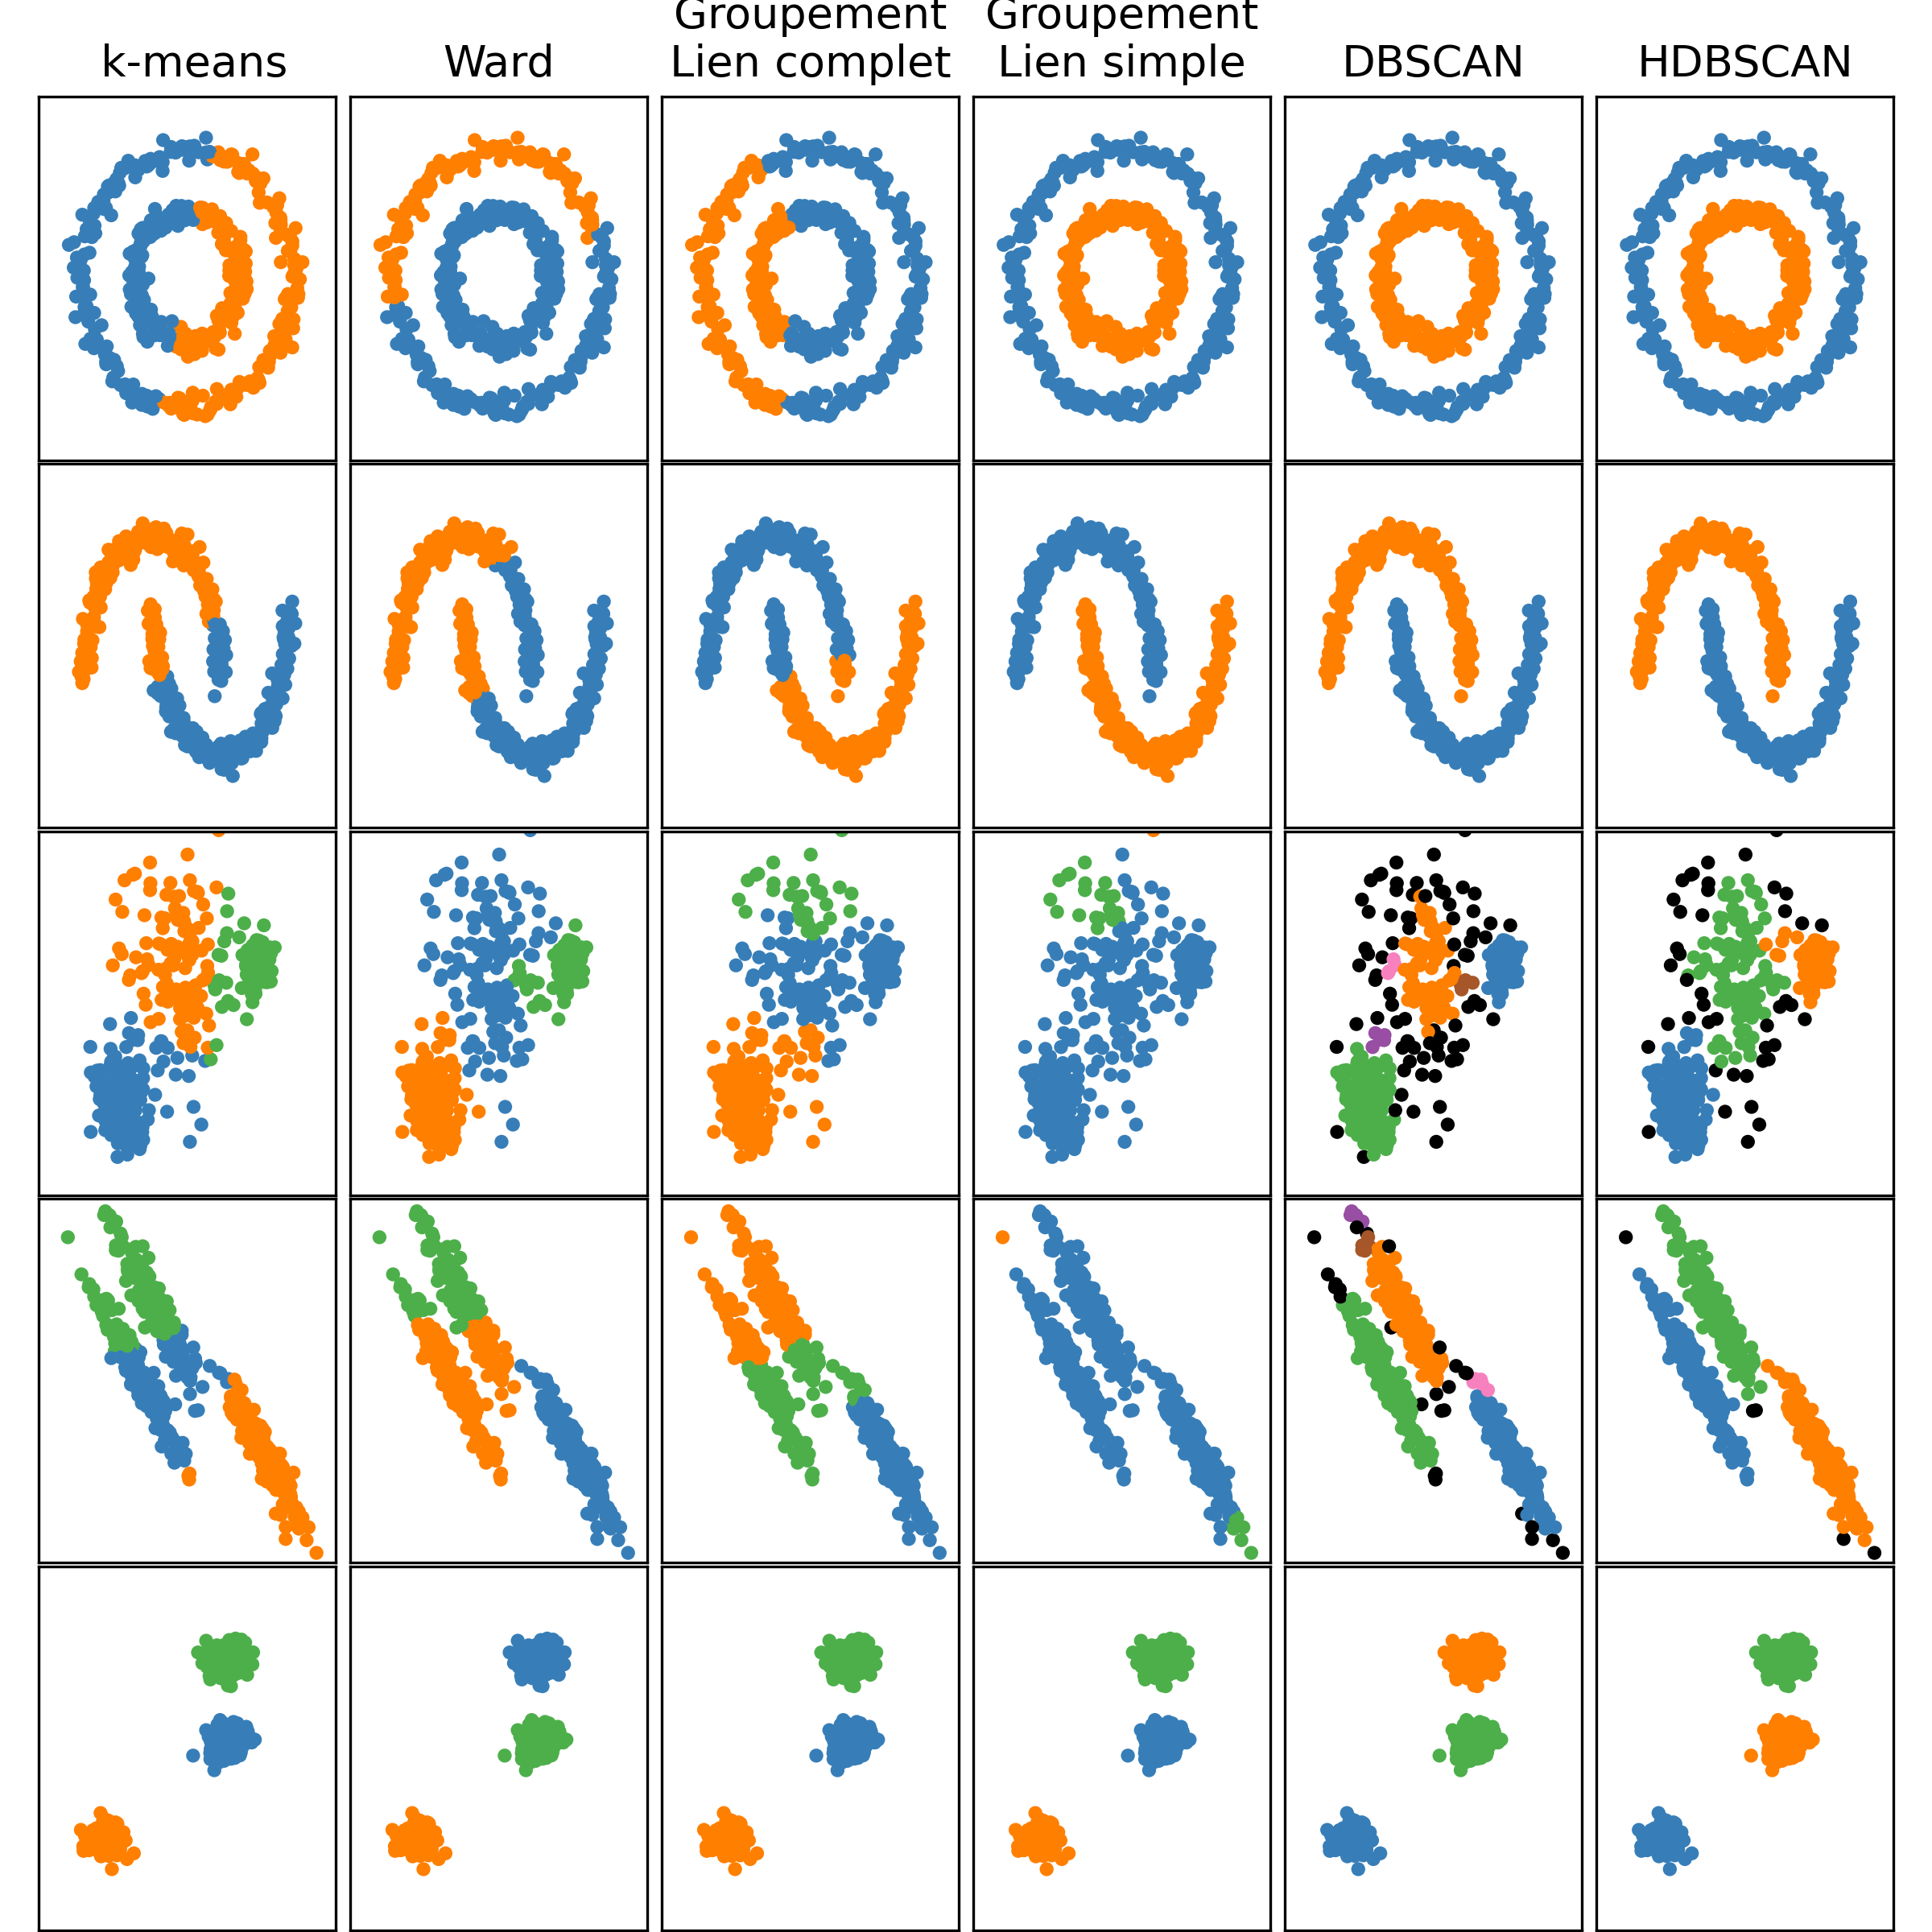 k-means
Ward
Groupement
Lien complet
Groupement
Lien simple
DBSCAN
HDBSCAN